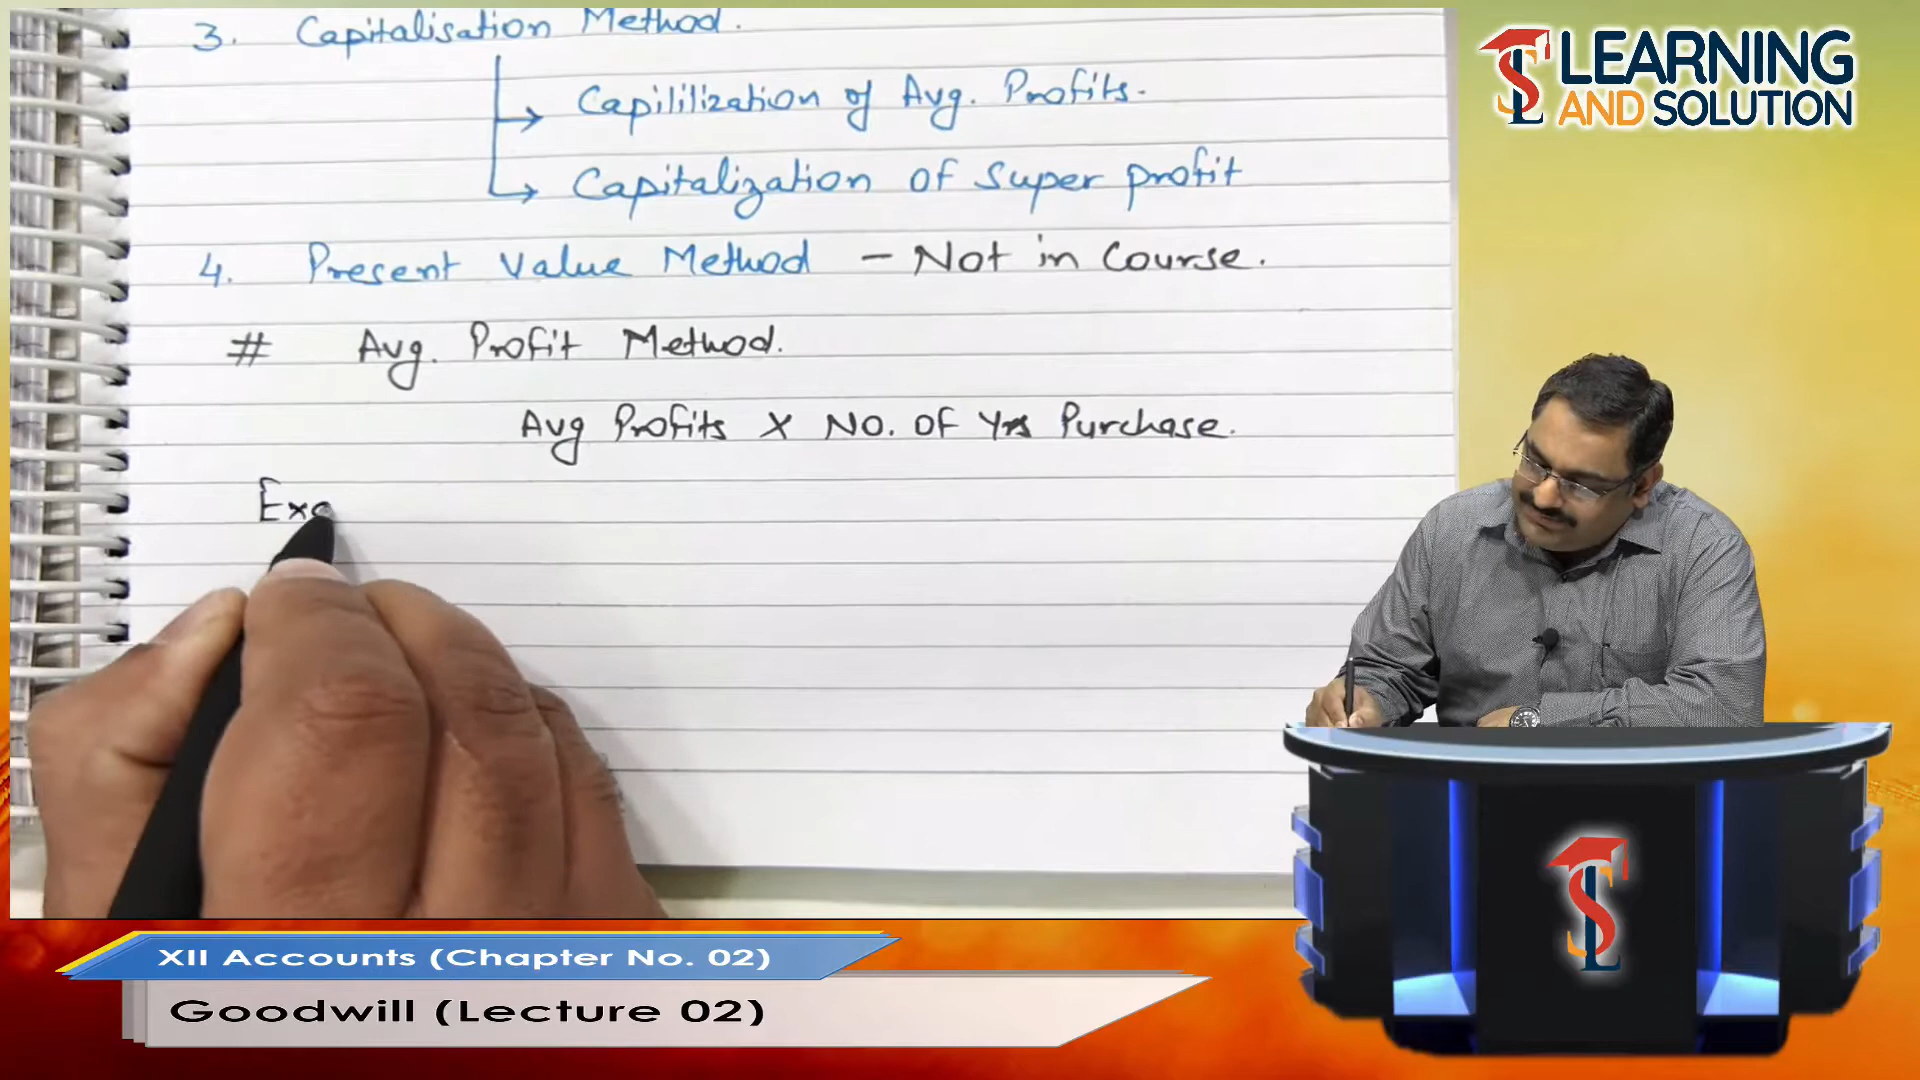 3. Capitalisation Method.
Capililization of Avg. Profits.
Capitalization of Super profit
4. Present Value Method - Not in Course.
# Avg. Profit Method.
Avg Profits X No. of Yrs Purchase.
Exa
LEARNING
AND SOLUTION
XII Accounts (Chapter No. 02)
Goodwill (Lecture 02)